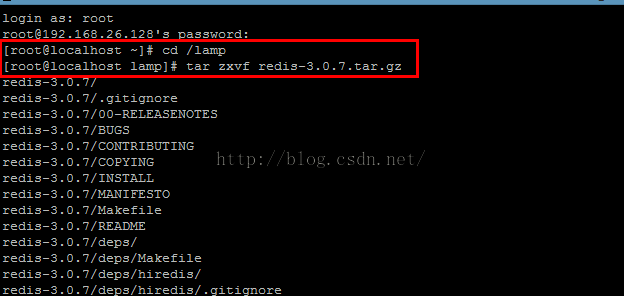 login as: root
root@192.168.26.128's password:
[root@localhost ~]# cd /lamp
[root@localhost lamp]# tar zxvf redis-3.0.7.tar.gz
redis-3.0.7/
redis-3.0.7/.gitignore
redis-3.0.7/00-RELEASENOTES
redis-3.0.7/BUGS
redis-3.0.7/CONTRIBUTING
redis-3.0.7/COPYING
http://blog.csdn.net/
redis-3.0.7/INSTALL
redis-3.0.7/MANIFESTO
redis-3.0.7/Makefile
redis-3.0.7/README
redis-3.0.7/deps/
redis-3.0.7/deps/Makefile
redis-3.0.7/deps/hiredis/
redis-3.0.7/deps/hiredis/.gitignore